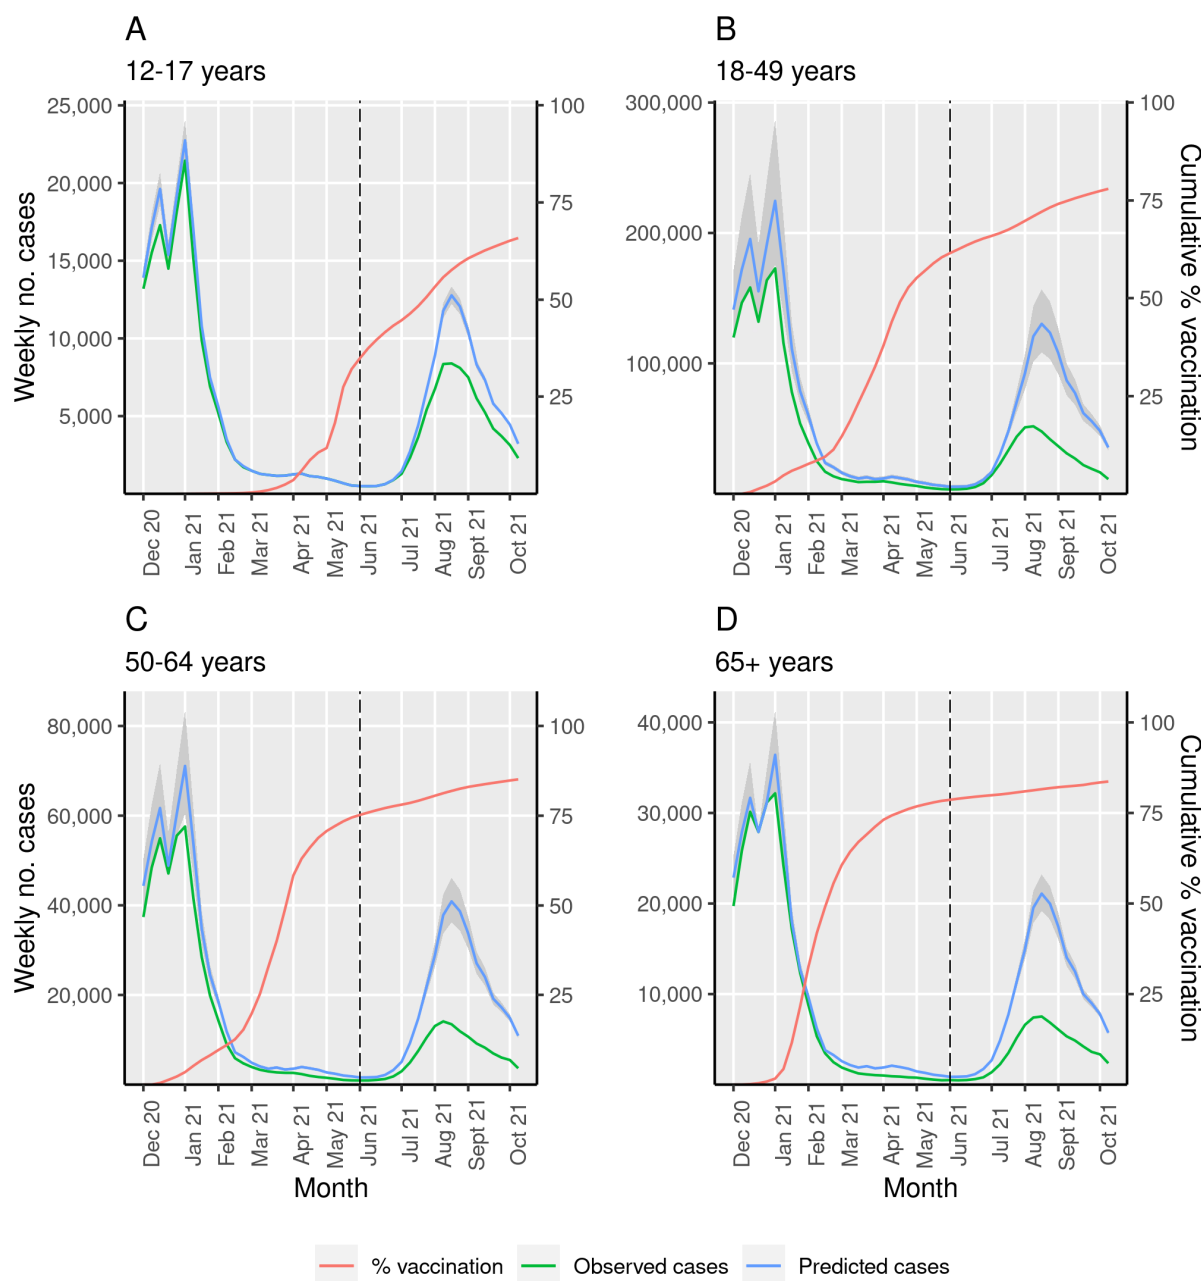 A
12-17 years
25,000
20,000
15,000
10,000
5,000
100
75
50
25
Weekly no. cases
Dec 20
Jan 21
Feb 21
Mar 21
Apr 21
May 21
Jun 21
Jul 21
Aug 21
Sept 21
Oct 21
B
18-49 years
300,000
200,000
100,000
100
75
50
25
Cumulative % vaccination
Dec 20
Jan 21
Feb 21
Mar 21
Apr 21
May 21
Jun 21
Jul 21
Aug 21
Sept 21
Oct 21
C
50-64 years
80,000
60,000
40,000
20,000
100
75
50
25
Weekly no. cases
Dec 20
Jan 21
Feb 21
Mar 21
Apr 21
May 21
Jun 21
Jul 21
Aug 21
Sept 21
Oct 21
Month
D
65+ years
40,000
30,000
20,000
10,000
100
75
50
25
Cumulative % vaccination
Dec 20
Jan 21
Feb 21
Mar 21
Apr 21
May 21
Jun 21
Jul 21
Aug 21
Sept 21
Oct 21
Month
% vaccination
Observed cases
Predicted cases